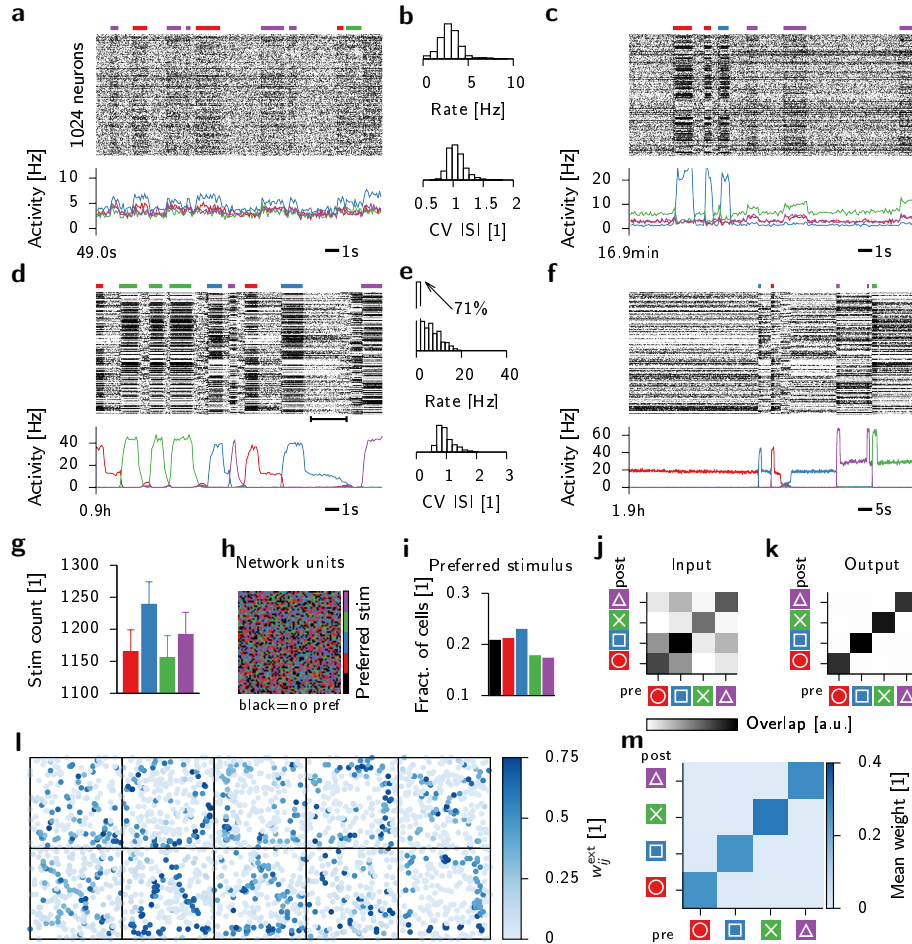 a
1024 neurons
Activity [Hz]
10
5
0
49.0s
1s
b
0 5 10
Rate [Hz]
0.5 1 1.5 2
CV ISI [1]
c
Activity [Hz]
20
10
0
16.9min
1s
d
Activity [Hz]
40
20
0
0.9h
1s
e
71%
0 20 40
Rate [Hz]
0 1 2 3
CV ISI [1]
f
Activity [Hz]
60
40
20
0
1.9h
5s
g
Stim count [1]
1300
1250
1200
1150
1100
h
Network units
Preferred stim
black=no pref
i
Preferred stimulus
Fract. of cells [1]
0.3
0.2
0.1
j
post
Input
pre
k
post
Output
pre
Overlap [a.u.]
l
0.75
0.5
0.25
0
w_ij^ext [1]
m
post
pre
0.4
0.2
0
Mean weight [1]